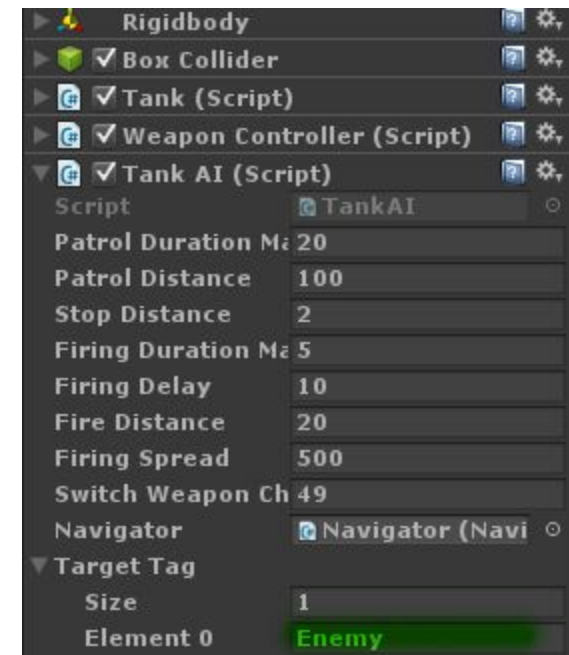 Rigidbody
Box Collider
Tank (Script)
Weapon Controller (Script)
Tank AI (Script)
Script TankAI
Patrol Duration Ma 20
Patrol Distance 100
Stop Distance 2
Firing Duration Ma 5
Firing Delay 10
Fire Distance 20
Firing Spread 500
Switch Weapon Ch 49
Navigator Navigator (Navi
Target Tag
Size 1
Element 0 Enemy